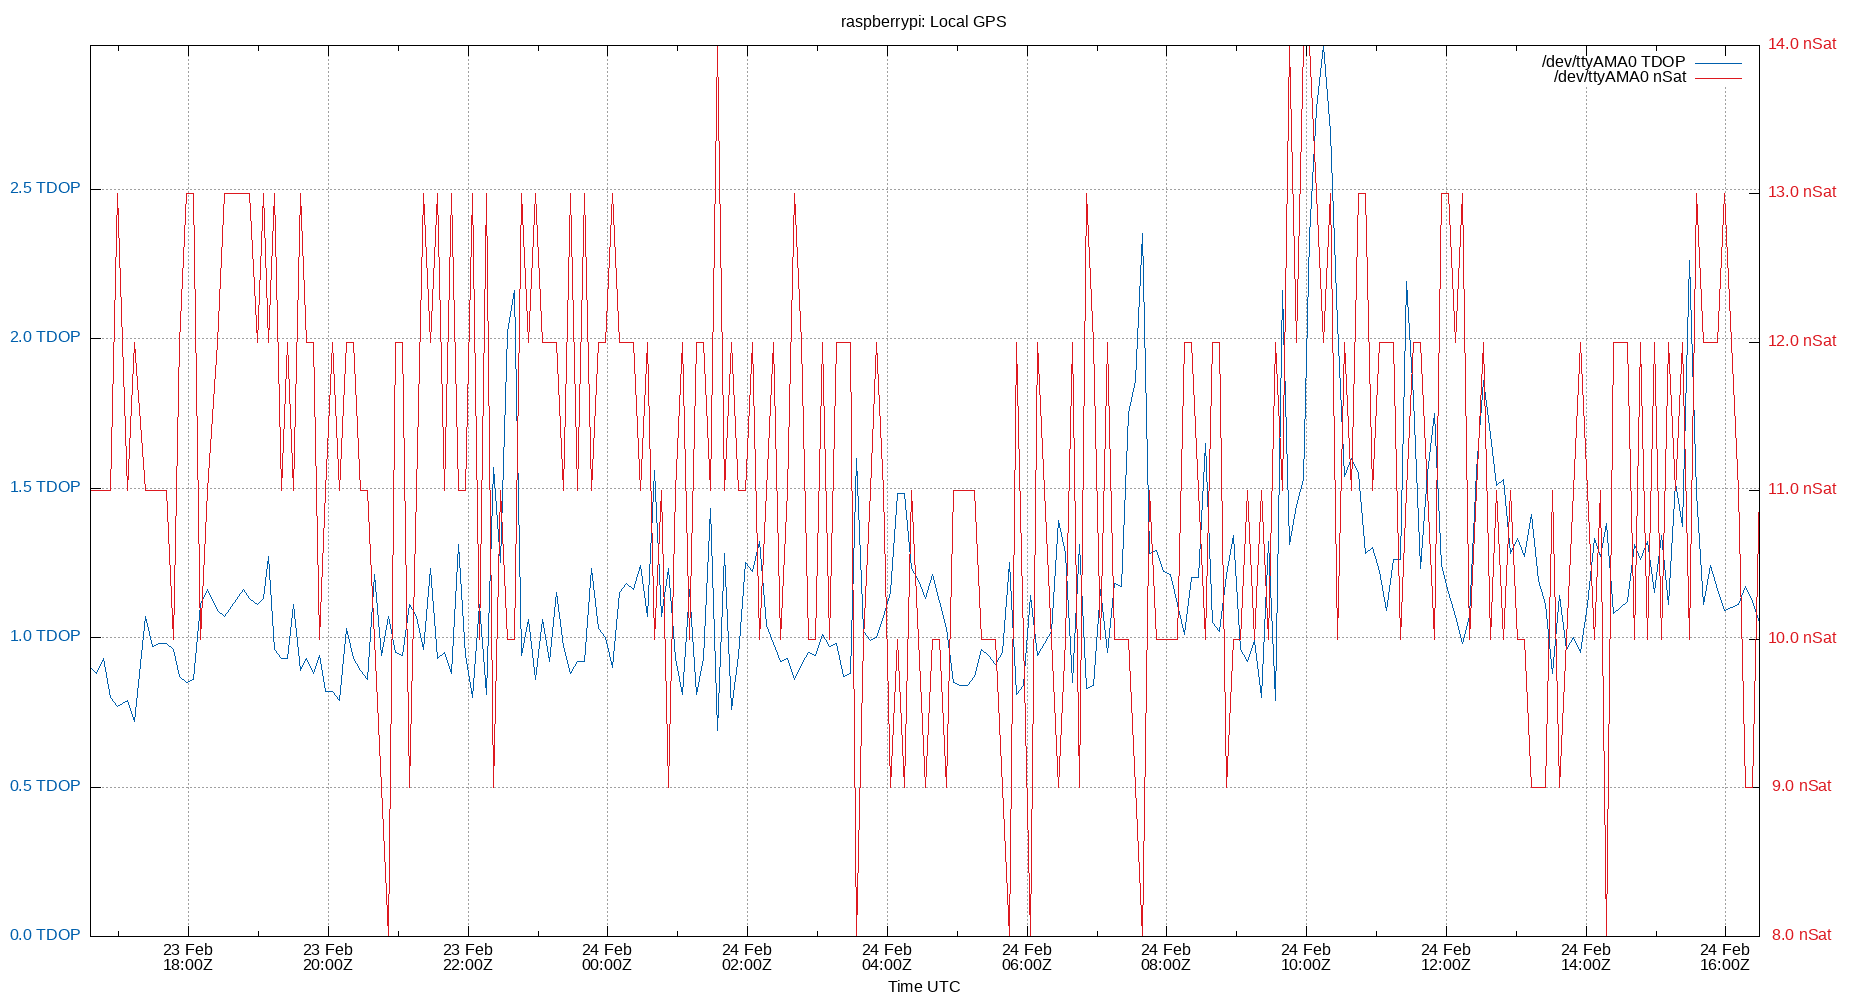 raspberrypi: Local GPS
14.0 nSat
/dev/ttyAMA0 TDOP
/dev/ttyAMA0 nSat
2.5 TDOP
13.0 nSat
2.0 TDOP
12.0 nSat
1.5 TDOP
11.0 nSat
1.0 TDOP
10.0 nSat
0.5 TDOP
9.0 nSat
0.0 TDOP
8.0 nSat
23 Feb 23 Feb 23 Feb 24 Feb 24 Feb 24 Feb 24 Feb 24 Feb 24 Feb 24 Feb 24 Feb 24 Feb
18:00Z 20:00Z 22:00Z 00:00Z 02:00Z 04:00Z 06:00Z 08:00Z 10:00Z 12:00Z 14:00Z 16:00Z
Time UTC